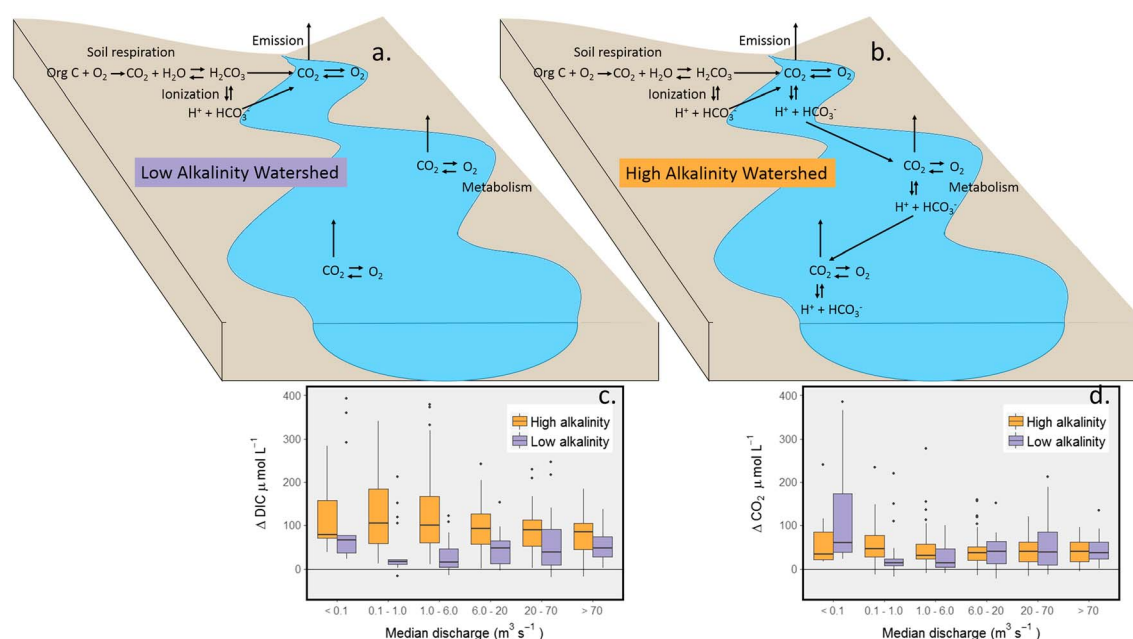 a.
Emission
Soil respiration
Org C + O₂ → CO₂ + H₂O ⇌ H₂CO₃ → CO₂ ⇌ O₂
Ionization
H⁺ + HCO₃⁻
Low Alkalinity Watershed
CO₂ ⇌ O₂
Metabolism
CO₂ ⇌ O₂
b.
Emission
Soil respiration
Org C + O₂ → CO₂ + H₂O ⇌ H₂CO₃ → CO₂ ⇌ O₂
Ionization
H⁺ + HCO₃⁻
H⁺ + HCO₃⁻
High Alkalinity Watershed
CO₂ ⇌ O₂
Metabolism
H⁺ + HCO₃⁻
CO₂ ⇌ O₂
H⁺ + HCO₃⁻
c.
High alkalinity
Low alkalinity
Δ DIC μ mol L⁻¹
400
300
200
100
0
< 0.1
0.1 - 1.0
1.0 - 6.0
6.0 - 20
20 - 70
> 70
Median discharge (m³ s⁻¹)
d.
High alkalinity
Low alkalinity
Δ CO₂ μ mol L⁻¹
400
300
200
100
0
< 0.1
0.1 - 1.0
1.0 - 6.0
6.0 - 20
20 - 70
> 70
Median discharge (m³ s⁻¹)